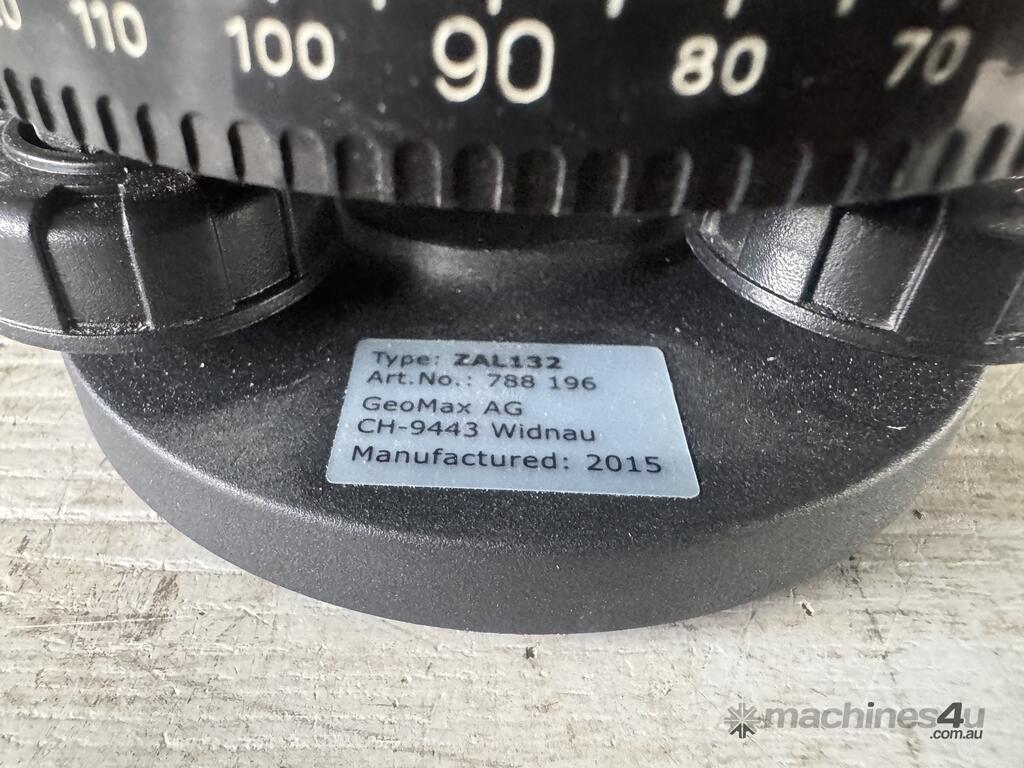 110 100 90 80 70
Type: ZAL132
Art.No.: 788 196
GeoMax AG
CH-9443 Widnau
Manufactured: 2015
machines4u
.com.au